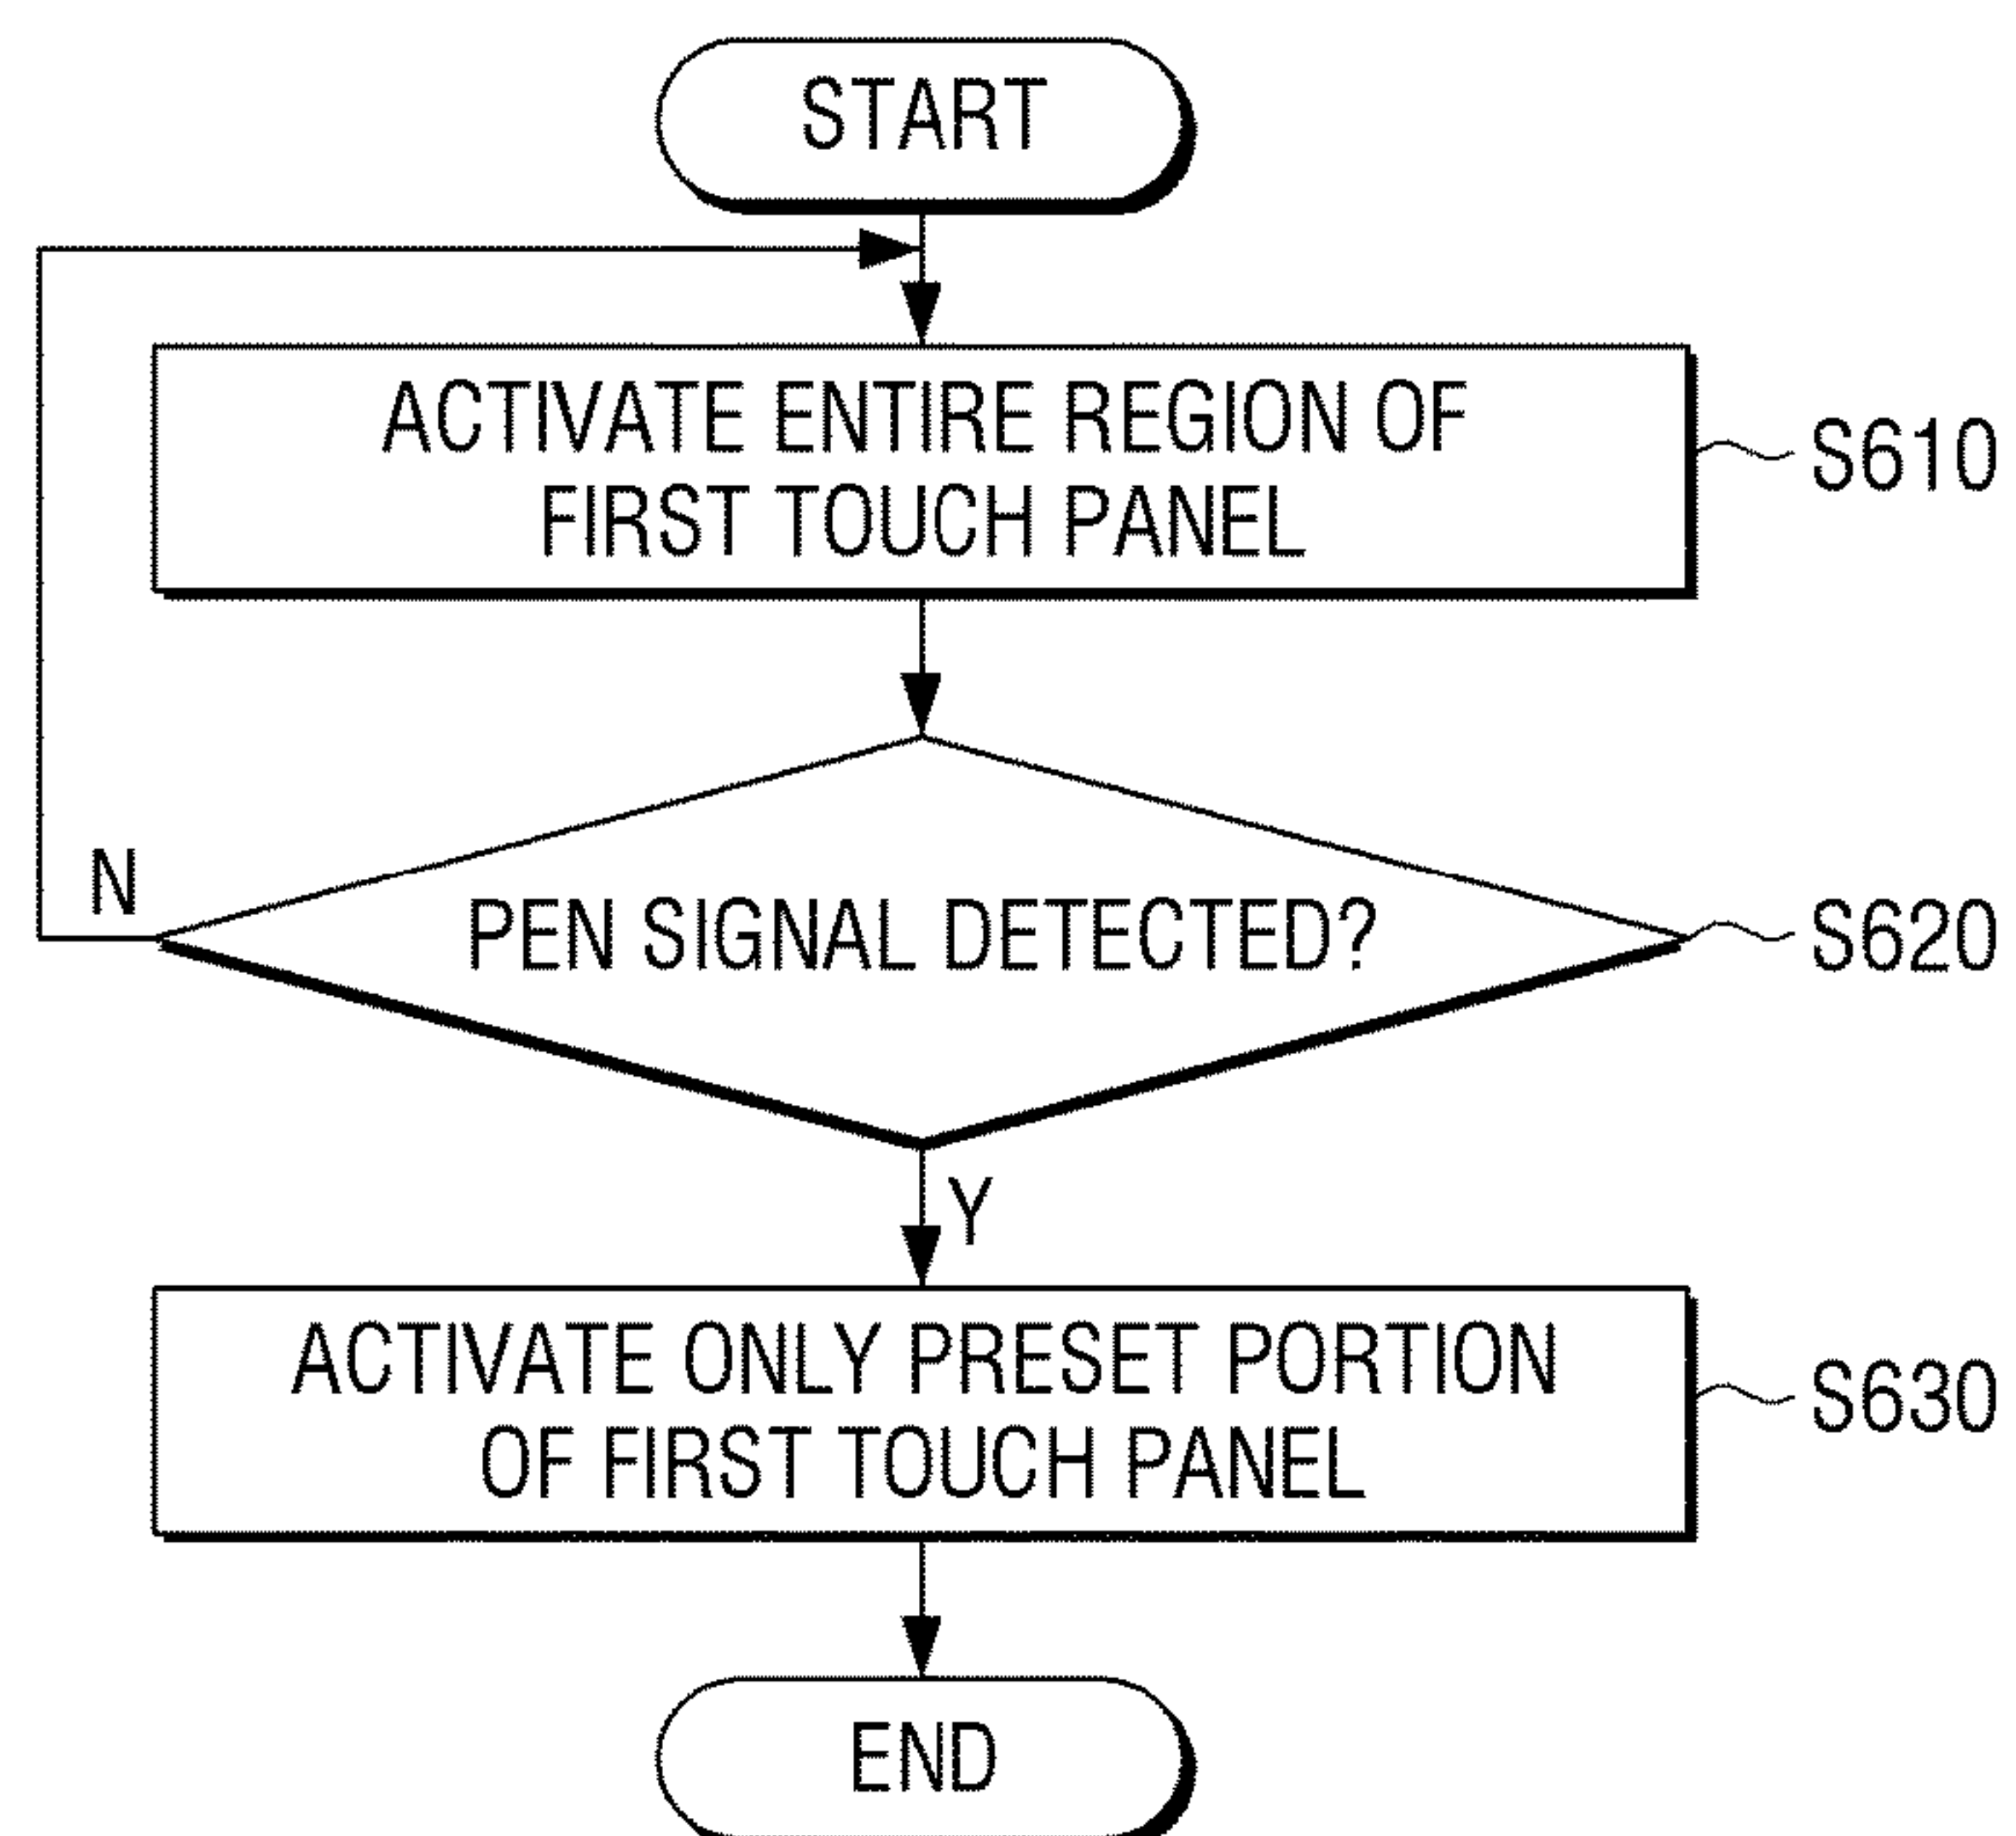 START
ACTIVATE ENTIRE REGION OF
FIRST TOUCH PANEL
S610
N
PEN SIGNAL DETECTED?
S620
Y
ACTIVATE ONLY PRESET PORTION
OF FIRST TOUCH PANEL
S630
END